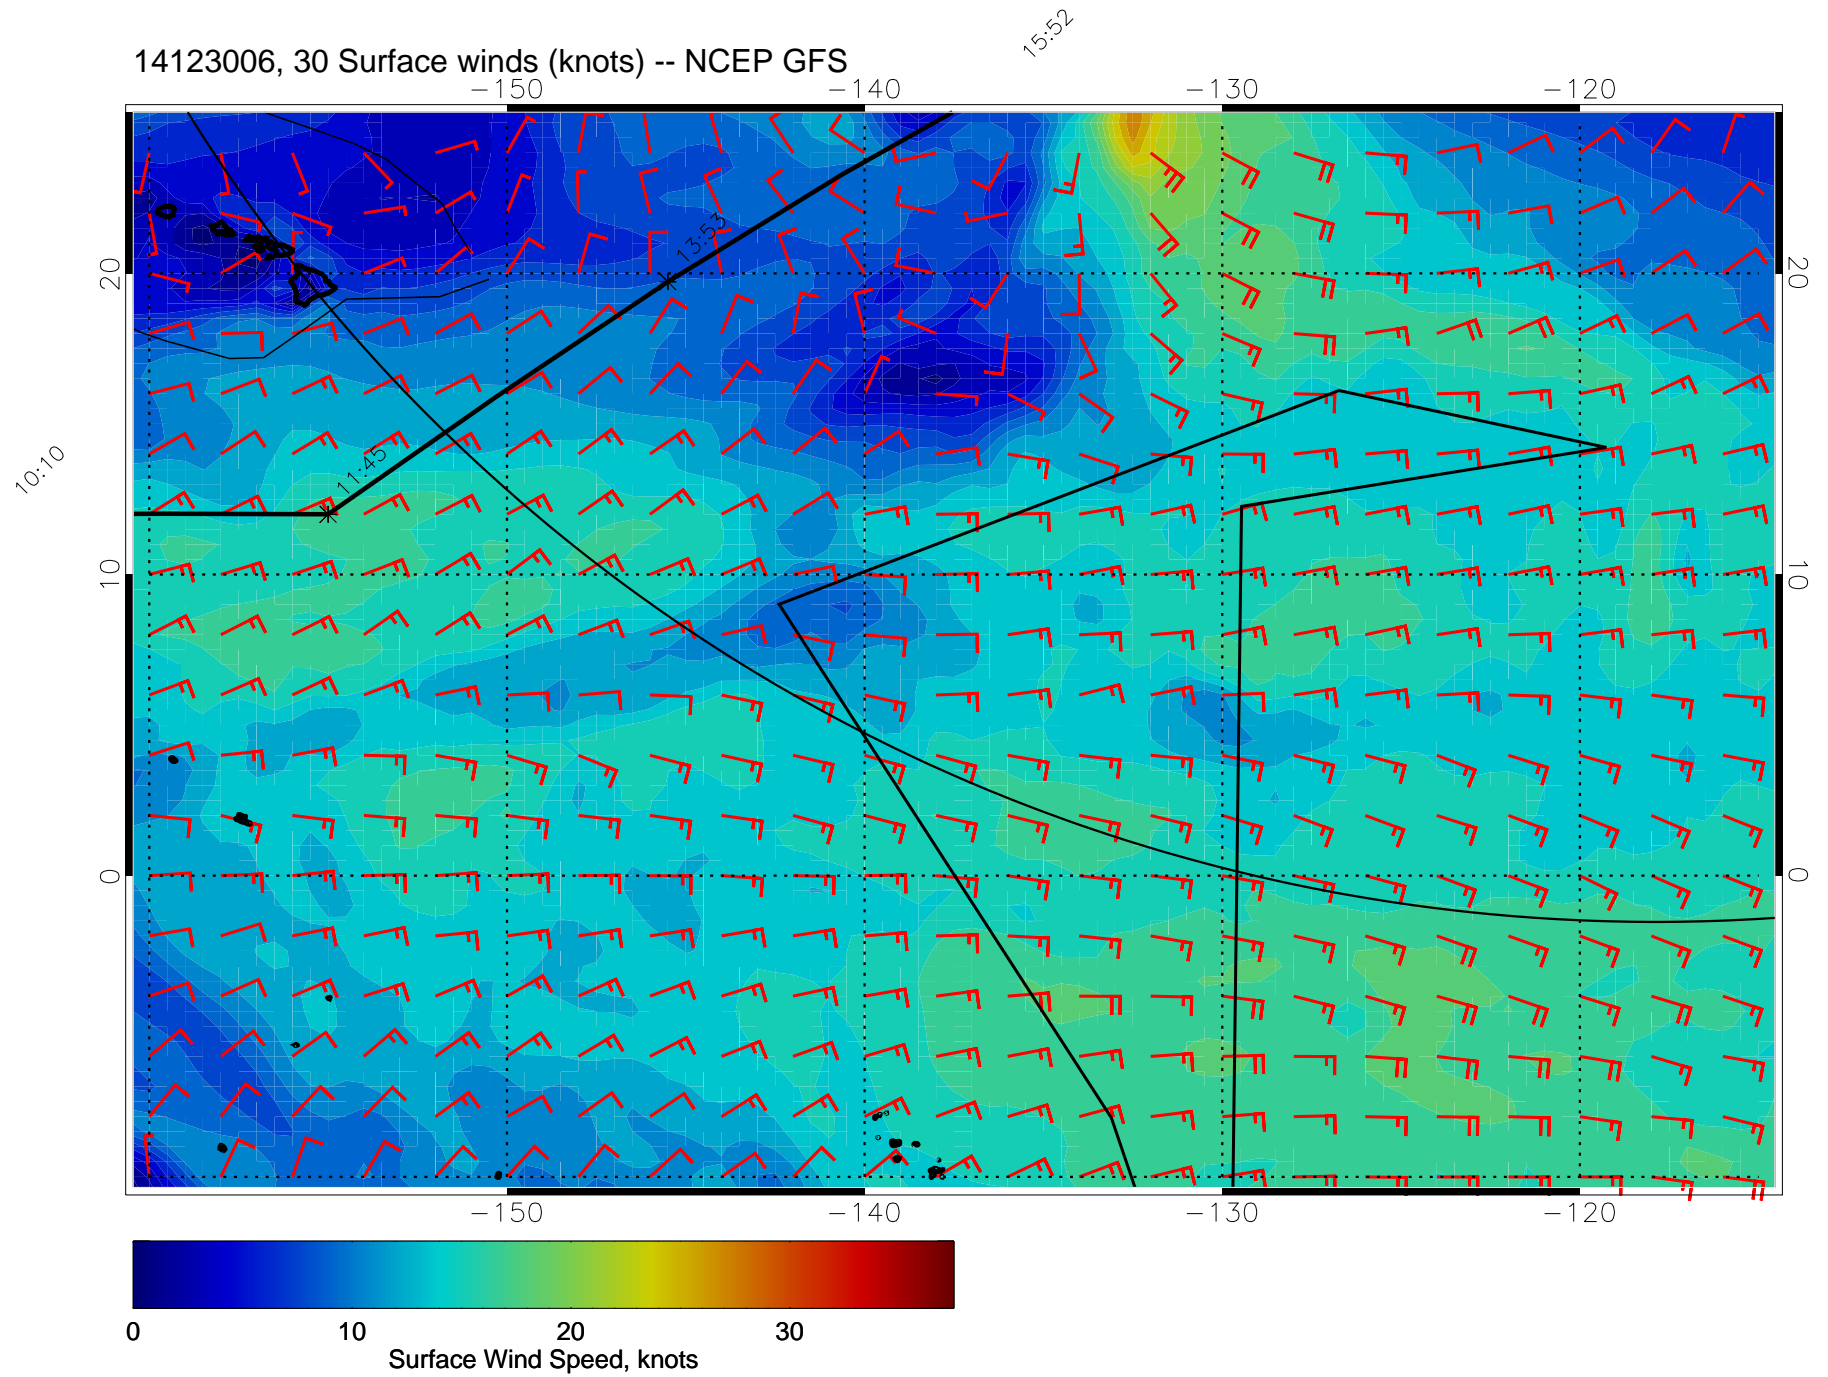 15:52
14123006, 30 Surface winds (knots) -- NCEP GFS
-150 -140 -130 -120
13:53
20 20
11:45
10:10
10 10
0 0
-150 -140 -130 -120
0 10 20 30
Surface Wind Speed, knots